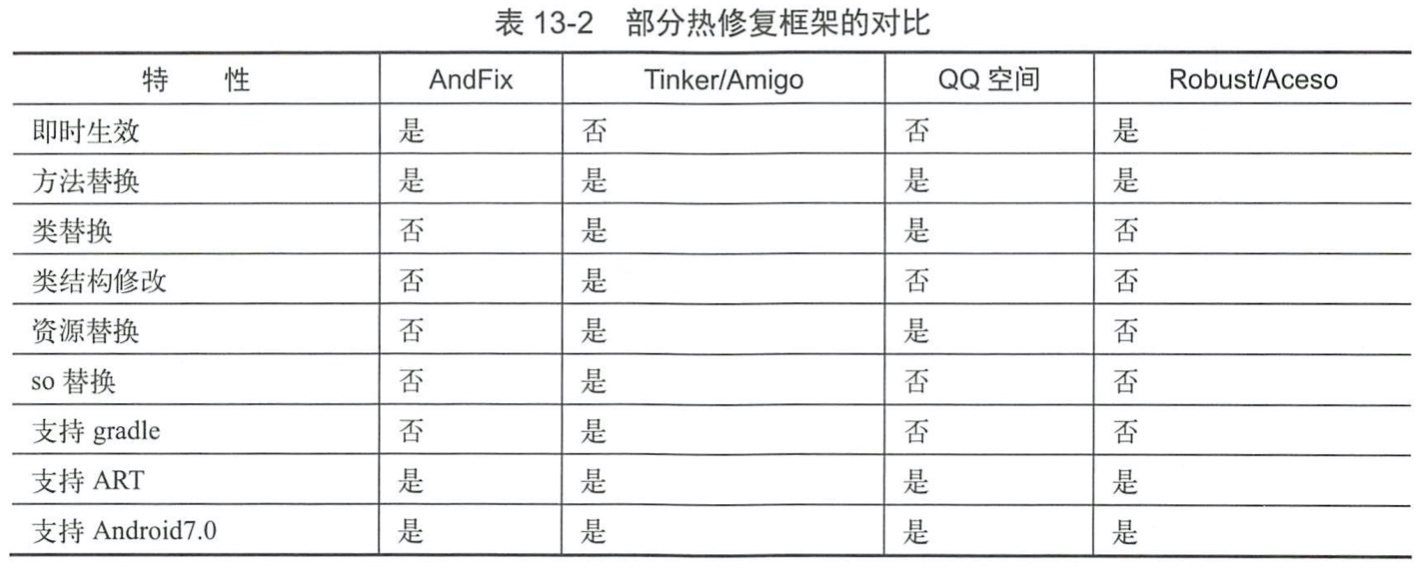 表 13-2 部分热修复框架的对比
特 性 AndFix Tinker/Amigo QQ 空间 Robust/Aceso
即时生效 是 否 否 是
方法替换 是 是 是 是
类替换 否 是 是 否
类结构修改 否 是 否 否
资源替换 否 是 是 否
so 替换 否 是 否 否
支持 gradle 否 是 否 否
支持 ART 是 是 是 是
支持 Android7.0 是 是 是 是